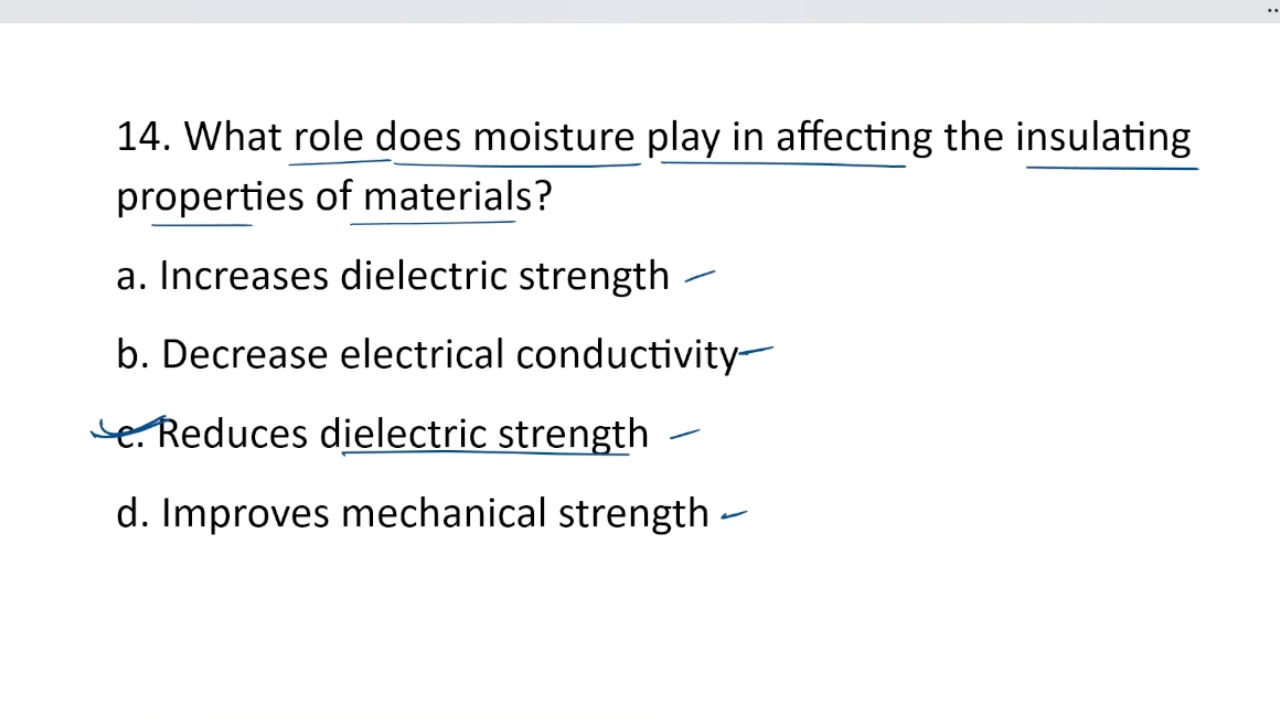 14. What role does moisture play in affecting the insulating
properties of materials?
a. Increases dielectric strength
b. Decrease electrical conductivity
c. Reduces dielectric strength
d. Improves mechanical strength